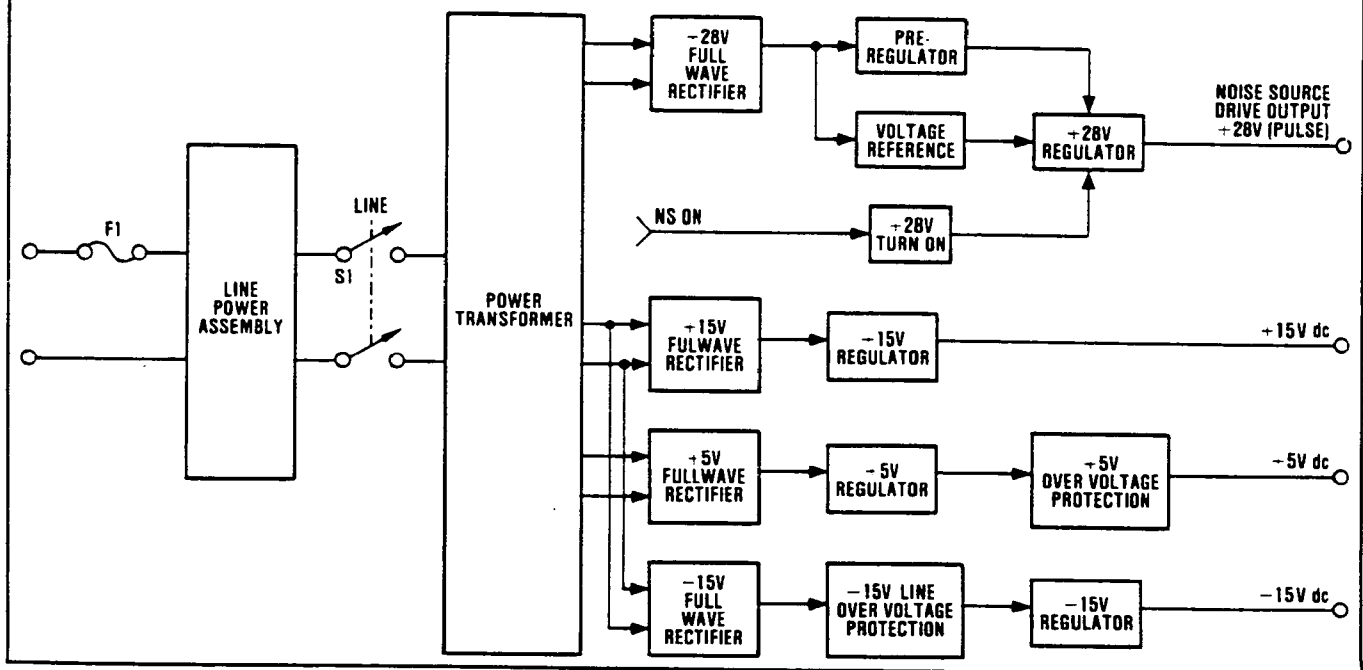 F1
LINE
POWER
ASSEMBLY
LINE
S1
POWER
TRANSFORMER
−28V
FULL
WAVE
RECTIFIER
PRE-
REGULATOR
VOLTAGE
REFERENCE
+28V
REGULATOR
NOISE SOURCE
DRIVE OUTPUT
+28V (PULSE)
NS ON
+28V
TURN ON
+15V
FULWAVE
RECTIFIER
−15V
REGULATOR
+15V dc
+5V
FULLWAVE
RECTIFIER
−5V
REGULATOR
+5V
OVER VOLTAGE
PROTECTION
−5V dc
−15V
FULL
WAVE
RECTIFIER
−15V LINE
OVER VOLTAGE
PROTECTION
−15V
REGULATOR
−15V dc